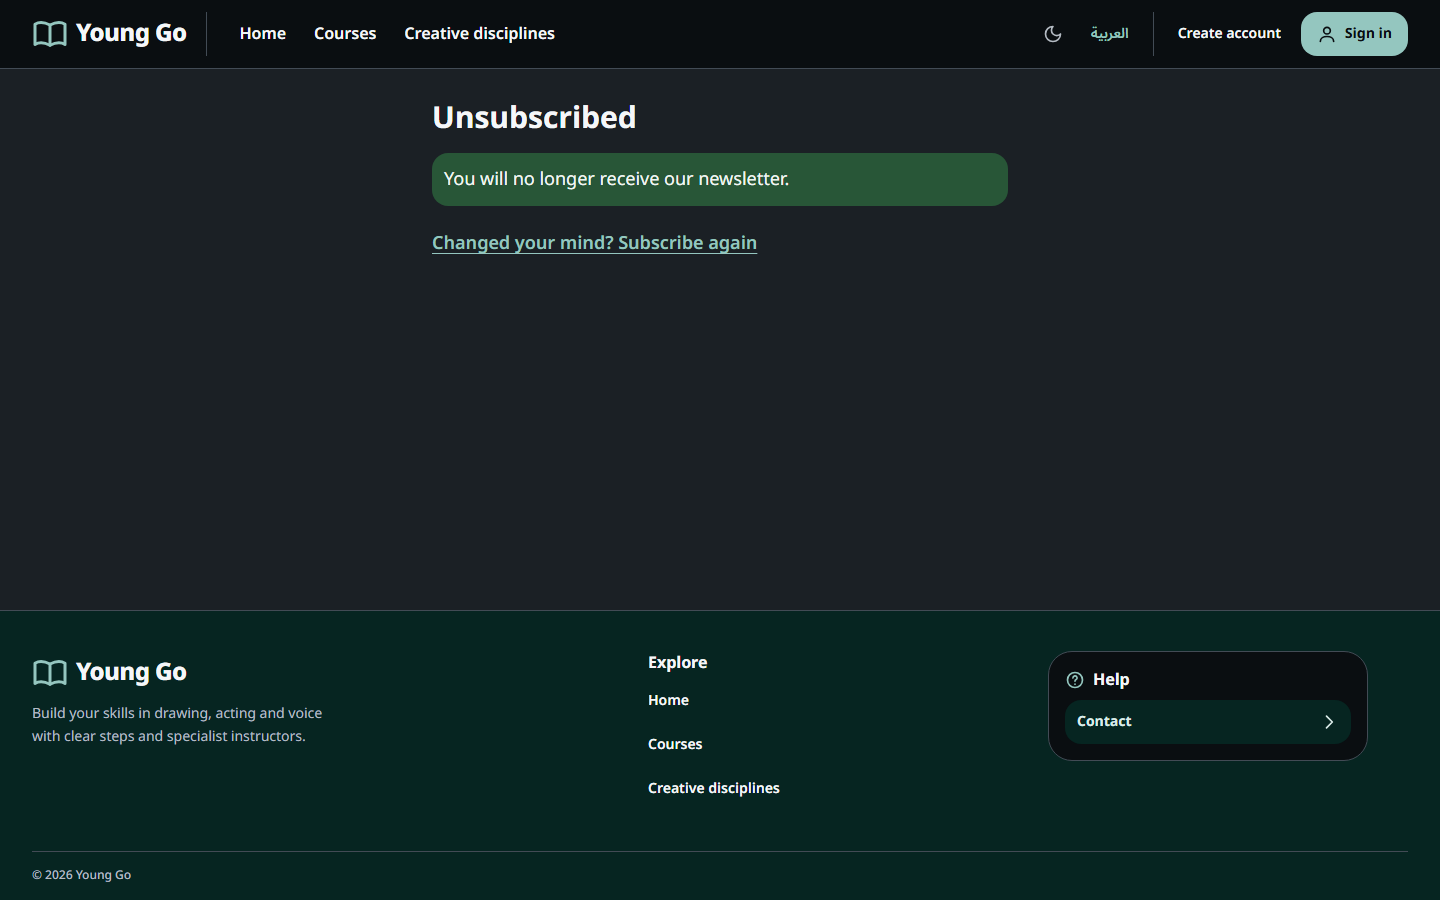 Young Go
Home
Courses
Creative disciplines
العربية
Create account
Sign in
Unsubscribed
You will no longer receive our newsletter.
Changed your mind? Subscribe again
Young Go
Build your skills in drawing, acting and voice
with clear steps and specialist instructors.
Explore
Home
Courses
Creative disciplines
Help
Contact
© 2026 Young Go